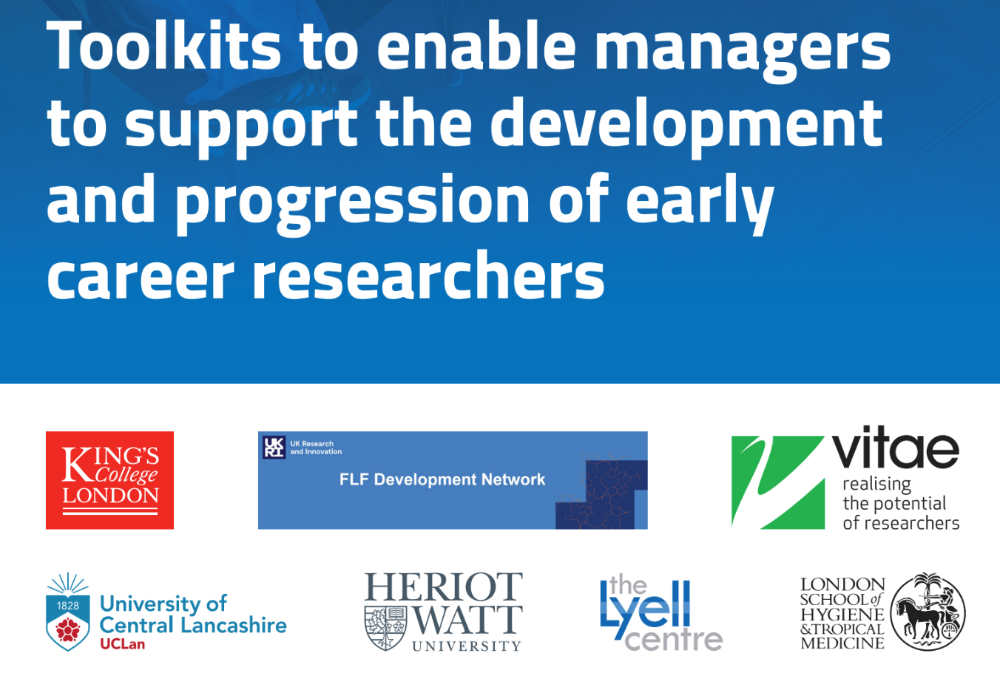 Toolkits to enable managers
to support the development
and progression of early
career researchers
KING'S
College
LONDON
UK
RI
UK Research
and Innovation
FLF Development Network
vitae
realising
the potential
of researchers
1828
University of
Central Lancashire
UCLan
HERIOT
WATT
UNIVERSITY
the
Lyell
centre
LONDON
SCHOOL of
HYGIENE
& TROPICAL
MEDICINE